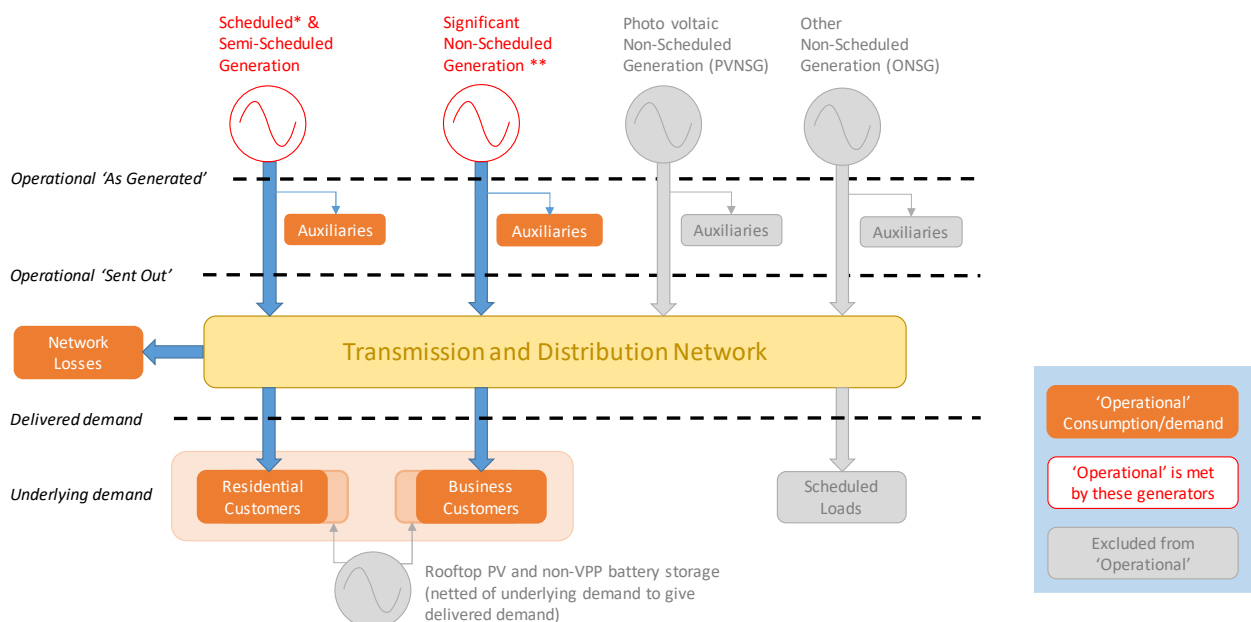 Scheduled* &
Semi-Scheduled
Generation
Significant
Non-Scheduled
Generation **
Photo voltaic
Non-Scheduled
Generation (PVNSG)
Other
Non-Scheduled
Generation (ONSG)
Operational ‘As Generated’
Auxiliaries
Auxiliaries
Auxiliaries
Auxiliaries
Operational ‘Sent Out’
Network
Losses
Transmission and Distribution Network
Delivered demand
Underlying demand
Residential
Customers
Business
Customers
Scheduled
Loads
Rooftop PV and non-VPP battery storage
(netted of underlying demand to give
delivered demand)
‘Operational’
Consumption/demand
‘Operational’ is met
by these generators
Excluded from
‘Operational’